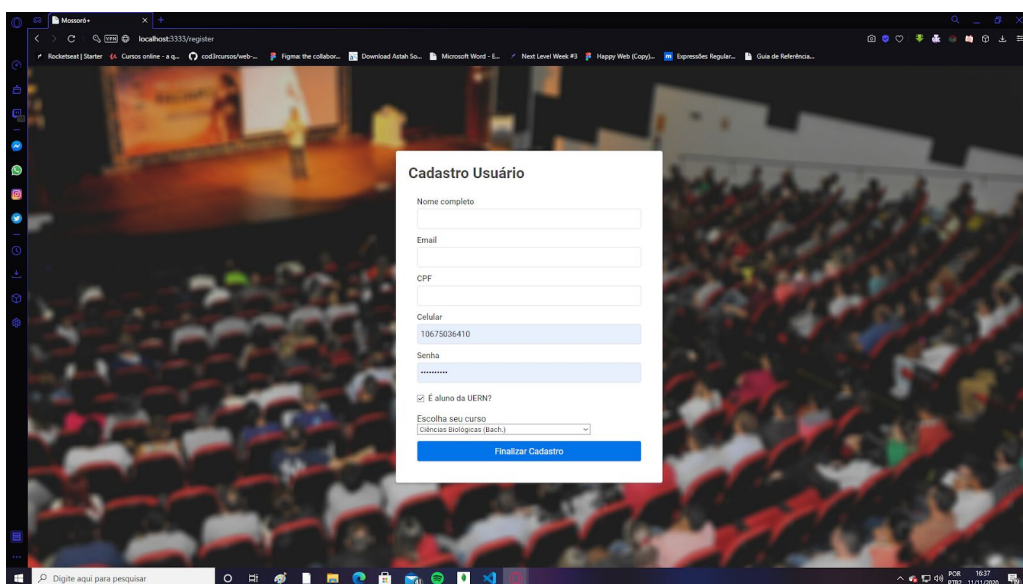 Mossoró+
localhost:3333/register
VPN
Rocketseat | Starter
Cursos online - a q...
cod3rcursos/web-...
Figma: the collabor...
Download Astah So...
Microsoft Word - E...
Next Level Week #3
Happy Web (Copy)...
Expressões Regular...
Guia de Referência...
Cadastro Usuário
Nome completo
Email
CPF
Celular
10675036410
Senha
••••••••••
É aluno da UERN?
Escolha seu curso
Ciências Biológicas (Bach.)
Finalizar Cadastro
Digite aqui para pesquisar
POR
PTB2
16:37
11/11/2020